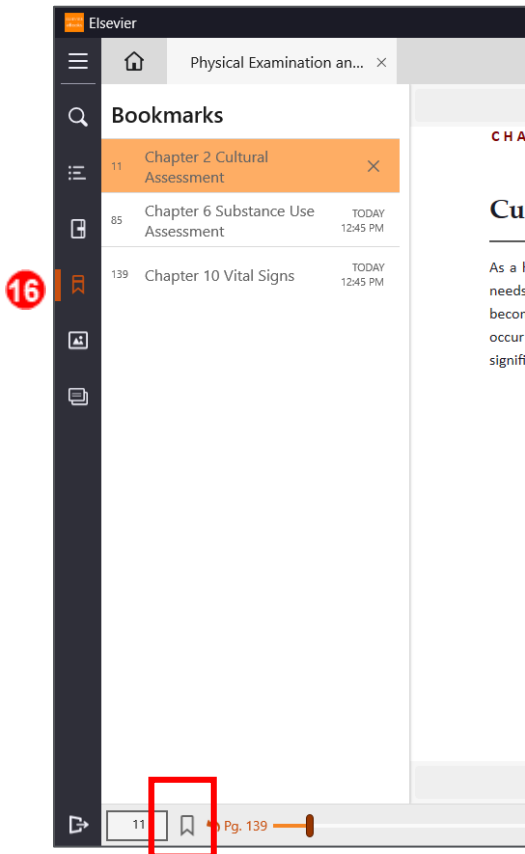 Elsevier
Physical Examination an...
Bookmarks
11 Chapter 2 Cultural
Assessment
85 Chapter 6 Substance Use TODAY
Assessment 12:45 PM
139 Chapter 10 Vital Signs TODAY
12:45 PM
16
CHA
Cu
As a
needs
becor
occur
signifi
11 Pg. 139